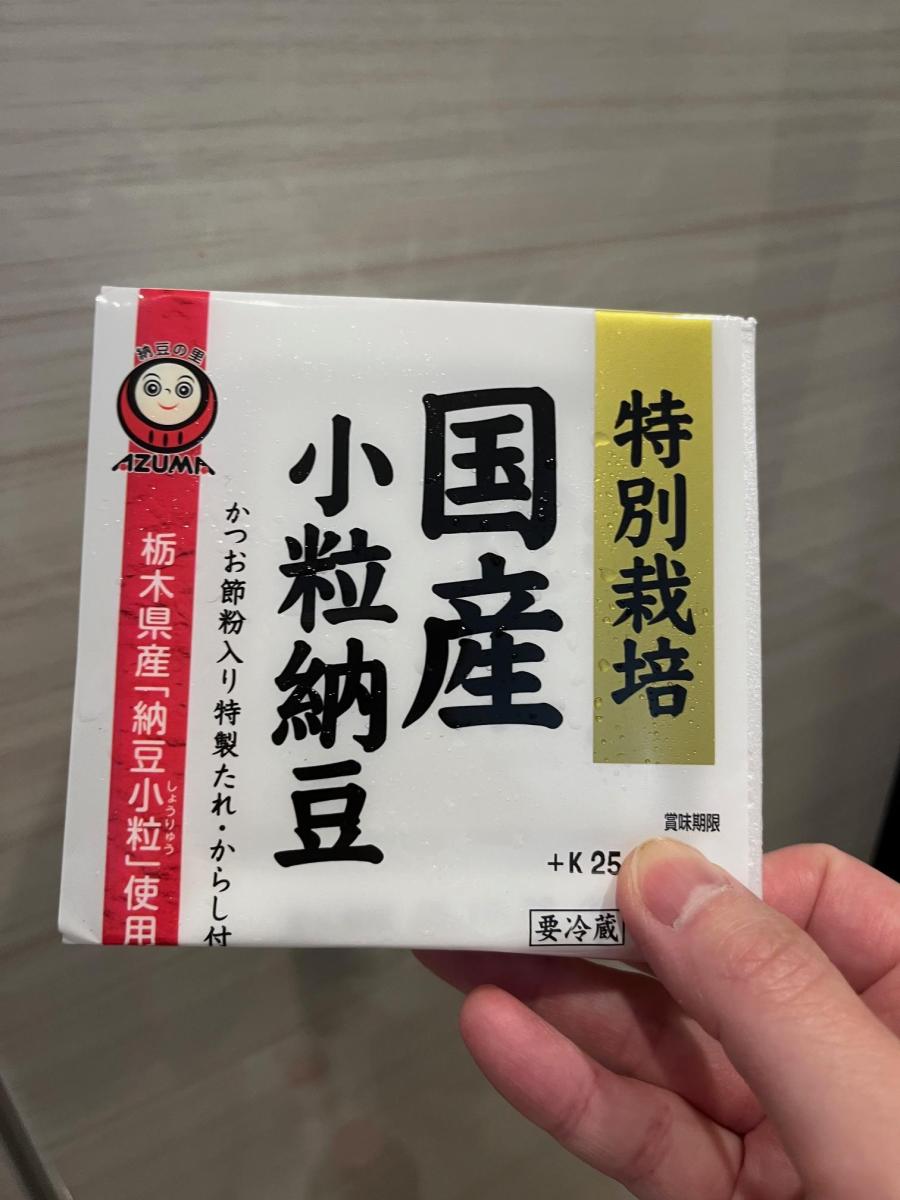 特別栽培
国産
小粒納豆
かつお節粉入り特製たれ・からし付
納豆の里
AZUMA
栃木県産「納豆小粒」使用
しょうりゅう
賞味期限
+K 25
要冷蔵